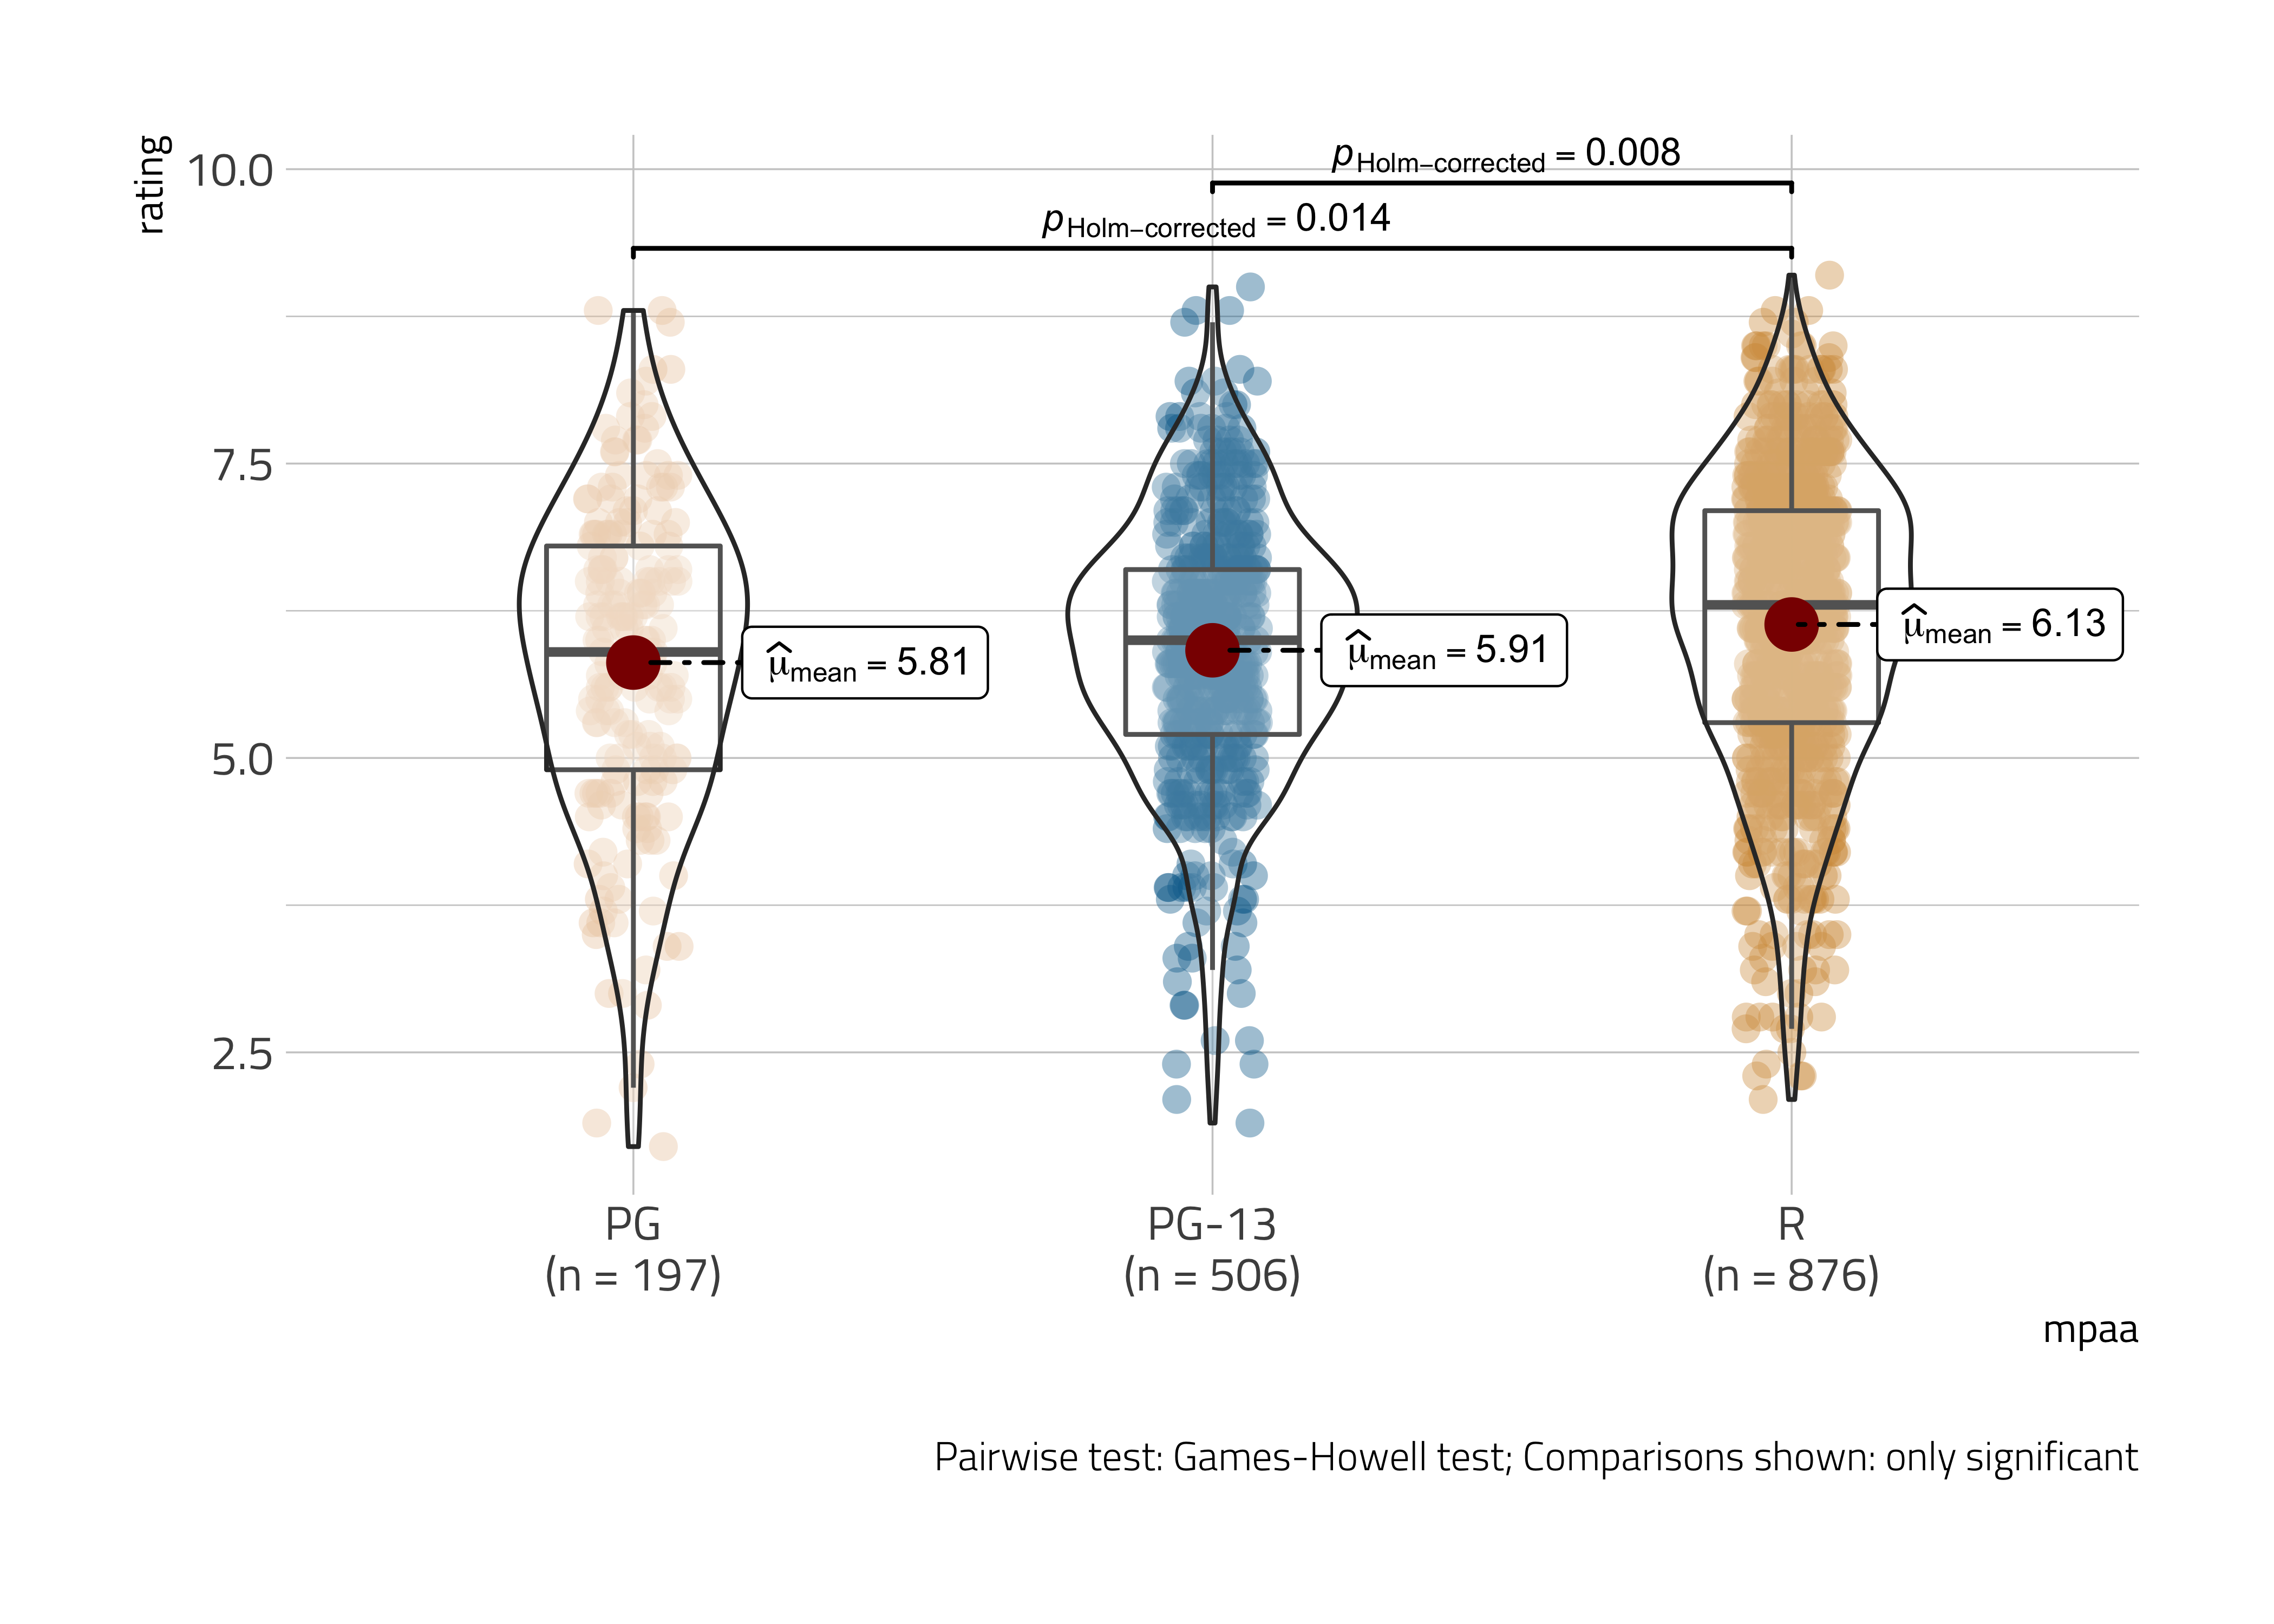 rating
10.0
7.5
5.0
2.5
pHolm−corrected = 0.008
pHolm−corrected = 0.014
μ̂mean = 5.81
μ̂mean = 5.91
μ̂mean = 6.13
PG
(n = 197)
PG-13
(n = 506)
R
(n = 876)
mpaa
Pairwise test: Games-Howell test; Comparisons shown: only significant